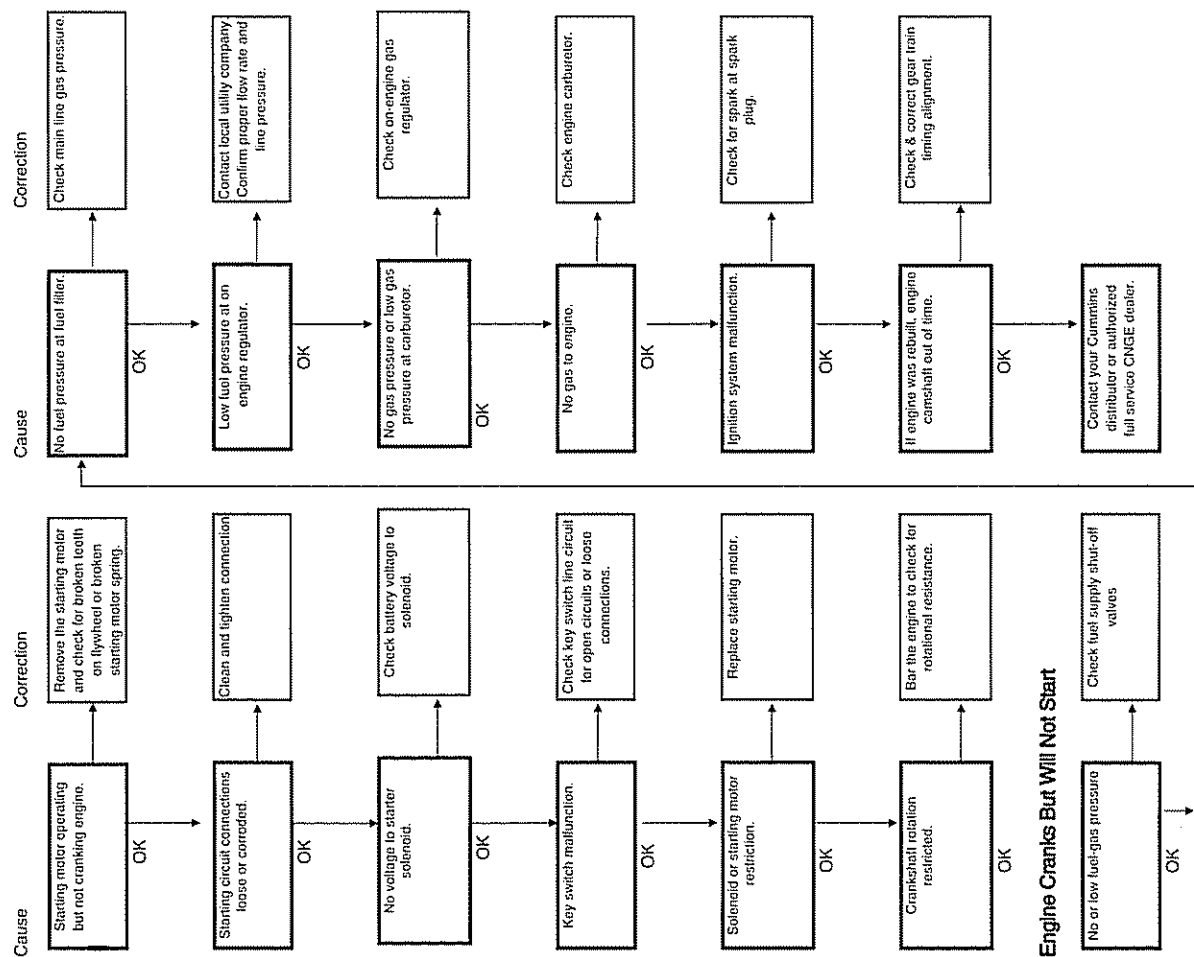 Cause
Correction
Starting motor operating
but not cranking engine.
Remove the starting motor
and check for broken teeth
on flywheel or broken
starting motor spring.
OK
Starting circuit connections
loose or corroded.
Clean and tighten connection
OK
No voltage to starter
solenoid.
Check battery voltage to
solenoid.
OK
Key switch malfunction.
Check key switch line circuit
for open circuits or loose
connections.
OK
Solenoid or starting motor
restriction.
Replace starting motor.
OK
Crankshaft rotation
restricted.
Bar the engine to check for
rotational resistance.
Engine Cranks But Will Not Start
No or low fuel-gas pressure
Check fuel supply shut-off
valves
OK
Cause
Correction
No fuel pressure at fuel filter.
Check main line gas pressure.
OK
Low fuel pressure at on
engine regulator.
Contact local utility company.
Confirm proper flow rate and
line pressure.
OK
No gas pressure or low gas
pressure at carburetor.
Check on-engine gas
regulator.
OK
No gas to engine.
Check engine carburetor.
OK
Ignition system malfunction.
Check for spark at spark
plug.
OK
If engine was rebuilt, engine
camshaft out of time.
Check & correct gear train
timing alignment.
OK
Contact your Cummins
distributor or authorized
full service CNGE dealer.